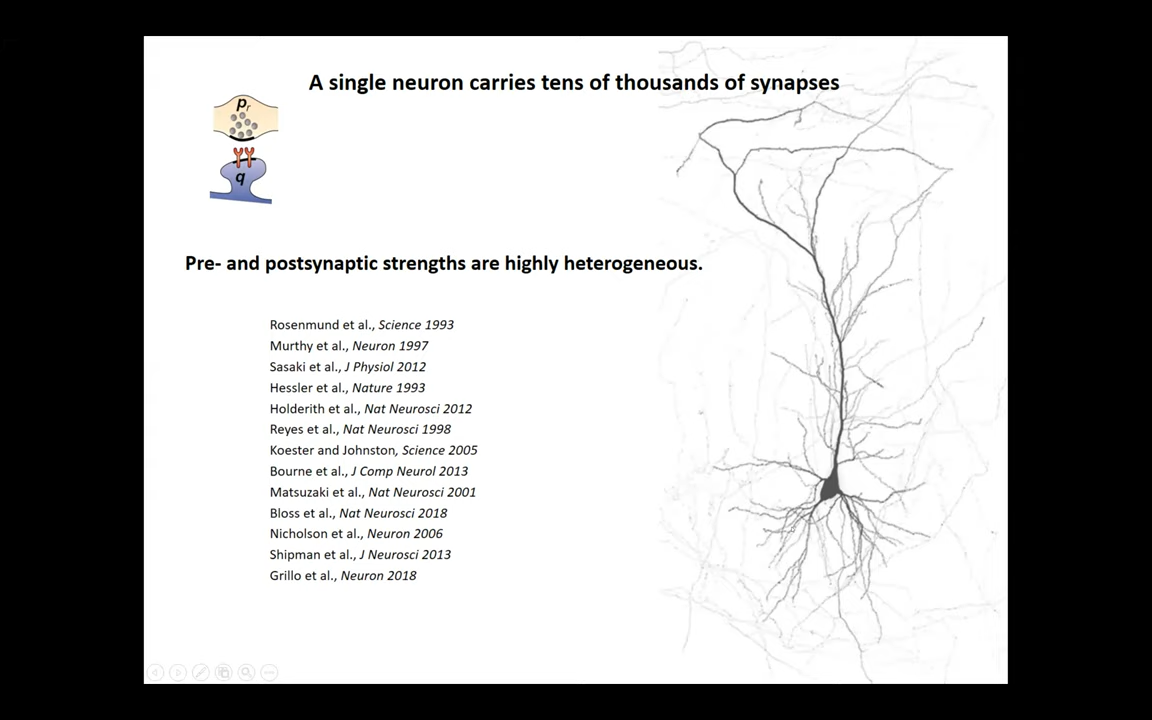 A single neuron carries tens of thousands of synapses
pr
q
Pre- and postsynaptic strengths are highly heterogeneous.
Rosenmund et al., Science 1993
Murthy et al., Neuron 1997
Sasaki et al., J Physiol 2012
Hessler et al., Nature 1993
Holderith et al., Nat Neurosci 2012
Reyes et al., Nat Neurosci 1998
Koester and Johnston, Science 2005
Bourne et al., J Comp Neurol 2013
Matsuzaki et al., Nat Neurosci 2001
Bloss et al., Nat Neurosci 2018
Nicholson et al., Neuron 2006
Shipman et al., J Neurosci 2013
Grillo et al., Neuron 2018